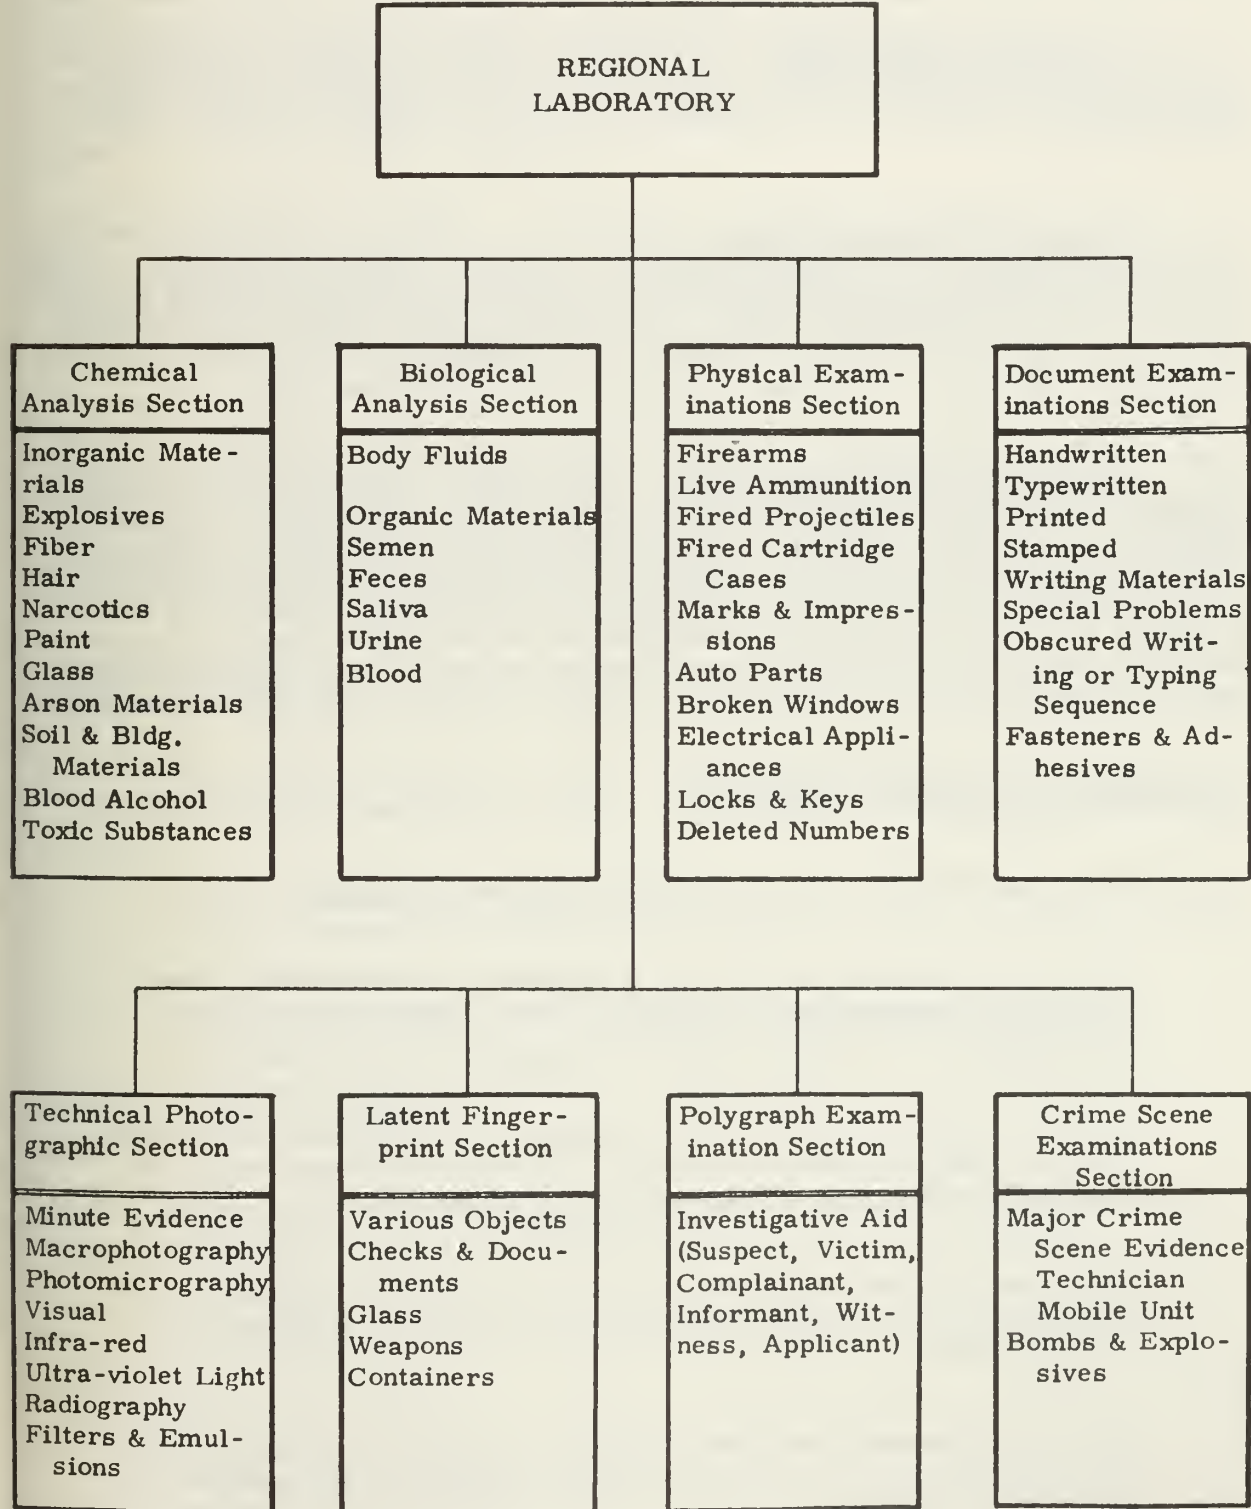 REGIONAL
LABORATORY
Chemical
Analysis Section
Inorganic Mate-
rials
Explosives
Fiber
Hair
Narcotics
Paint
Glass
Arson Materials
Soil & Bldg.
Materials
Blood Alcohol
Toxic Substances
Biological
Analysis Section
Body Fluids
Organic Materials
Semen
Feces
Saliva
Urine
Blood
Physical Exam-
inations Section
Firearms
Live Ammunition
Fired Projectiles
Fired Cartridge
Cases
Marks & Impres-
sions
Auto Parts
Broken Windows
Electrical Appli-
ances
Locks & Keys
Deleted Numbers
Document Exam-
inations Section
Handwritten
Typewritten
Printed
Stamped
Writing Materials
Special Problems
Obscured Writ-
ing or Typing
Sequence
Fasteners & Ad-
hesives
Technical Photo-
graphic Section
Minute Evidence
Macrophotography
Photomicrography
Visual
Infra-red
Ultra-violet Light
Radiography
Filters & Emul-
sions
Latent Finger-
print Section
Various Objects
Checks & Docu-
ments
Glass
Weapons
Containers
Polygraph Exam-
ination Section
Investigative Aid
(Suspect, Victim,
Complainant,
Informant, Wit-
ness, Applicant)
Crime Scene
Examinations
Section
Major Crime
Scene Evidence
Technician
Mobile Unit
Bombs & Explo-
sives